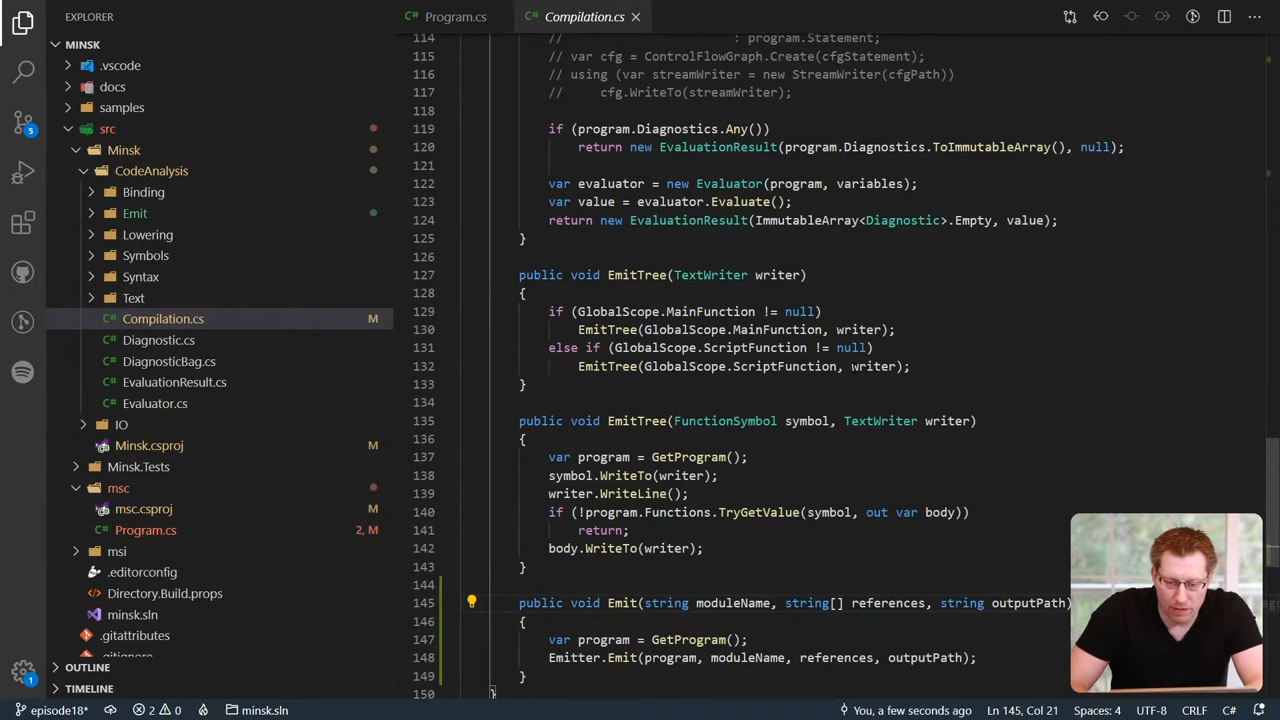 EXPLORER
Program.cs
Compilation.cs
MINSK
.vscode
docs
samples
src
Minsk
CodeAnalysis
Binding
Emit
Lowering
Symbols
Syntax
Text
Compilation.cs M
Diagnostic.cs
DiagnosticBag.cs
EvaluationResult.cs
Evaluator.cs
IO
Minsk.csproj M
Minsk.Tests
msc
msc.csproj M
Program.cs 2, M
msi
.editorconfig
Directory.Build.props
minsk.sln
.gitattributes
.gitignore
OUTLINE
TIMELINE
114 // : program.Statement;
115 // var cfg = ControlFlowGraph.Create(cfgStatement);
116 // using (var streamWriter = new StreamWriter(cfgPath))
117 // cfg.WriteTo(streamWriter);
118
119 if (program.Diagnostics.Any())
120 return new EvaluationResult(program.Diagnostics.ToImmutableArray(), null);
121
122 var evaluator = new Evaluator(program, variables);
123 var value = evaluator.Evaluate();
124 return new EvaluationResult(ImmutableArray<Diagnostic>.Empty, value);
125 }
126
127 public void EmitTree(TextWriter writer)
128 {
129 if (GlobalScope.MainFunction != null)
130 EmitTree(GlobalScope.MainFunction, writer);
131 else if (GlobalScope.ScriptFunction != null)
132 EmitTree(GlobalScope.ScriptFunction, writer);
133 }
134
135 public void EmitTree(FunctionSymbol symbol, TextWriter writer)
136 {
137 var program = GetProgram();
138 symbol.WriteTo(writer);
139 writer.WriteLine();
140 if (!program.Functions.TryGetValue(symbol, out var body))
141 return;
142 body.WriteTo(writer);
143 }
144
145 public void Emit(string moduleName, string[] references, string outputPath)
146 {
147 var program = GetProgram();
148 Emitter.Emit(program, moduleName, references, outputPath);
149 }
150 }
5
1
episode18* 2 0 minsk.sln You, a few seconds ago Ln 145, Col 21 Spaces: 4 UTF-8 CRLF C#